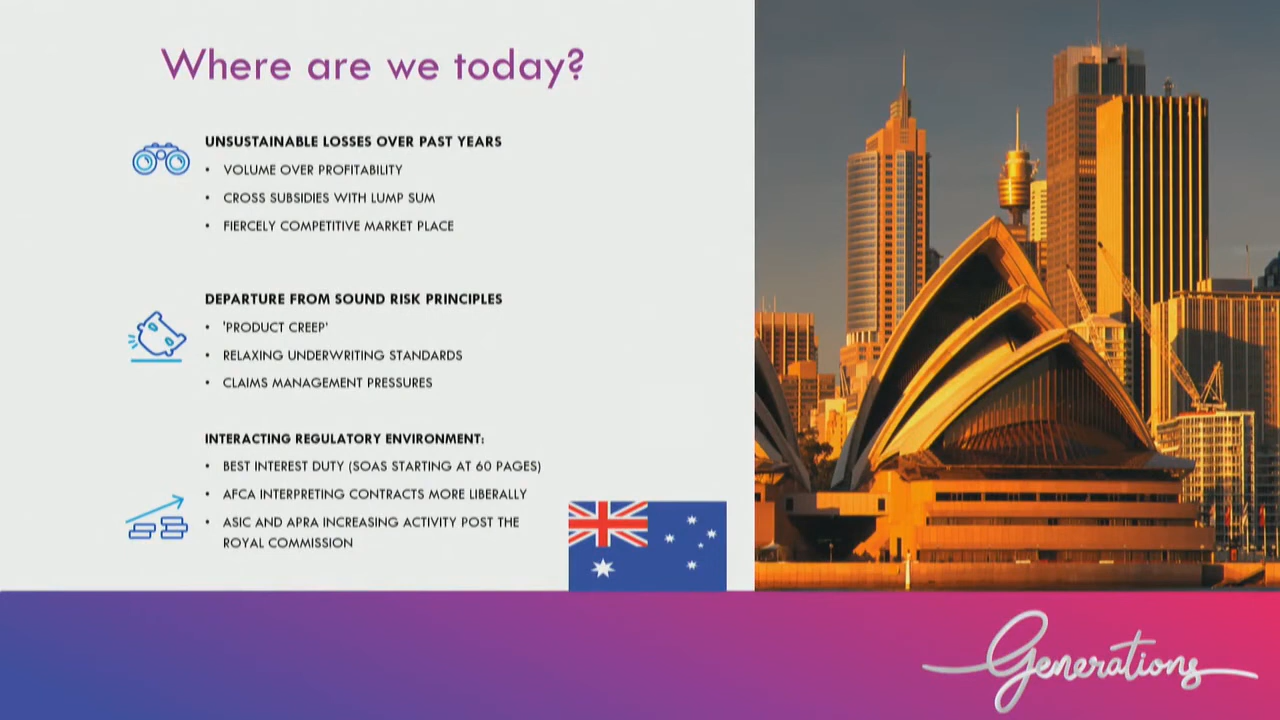 Where are we today?
UNSUSTAINABLE LOSSES OVER PAST YEARS
• VOLUME OVER PROFITABILITY
• CROSS SUBSIDIES WITH LUMP SUM
• FIERCELY COMPETITIVE MARKET PLACE
DEPARTURE FROM SOUND RISK PRINCIPLES
• 'PRODUCT CREEP'
• RELAXING UNDERWRITING STANDARDS
• CLAIMS MANAGEMENT PRESSURES
INTERACTING REGULATORY ENVIRONMENT:
• BEST INTEREST DUTY (SOAS STARTING AT 60 PAGES)
• AFCA INTERPRETING CONTRACTS MORE LIBERALLY
• ASIC AND APRA INCREASING ACTIVITY POST THE
ROYAL COMMISSION
Generations